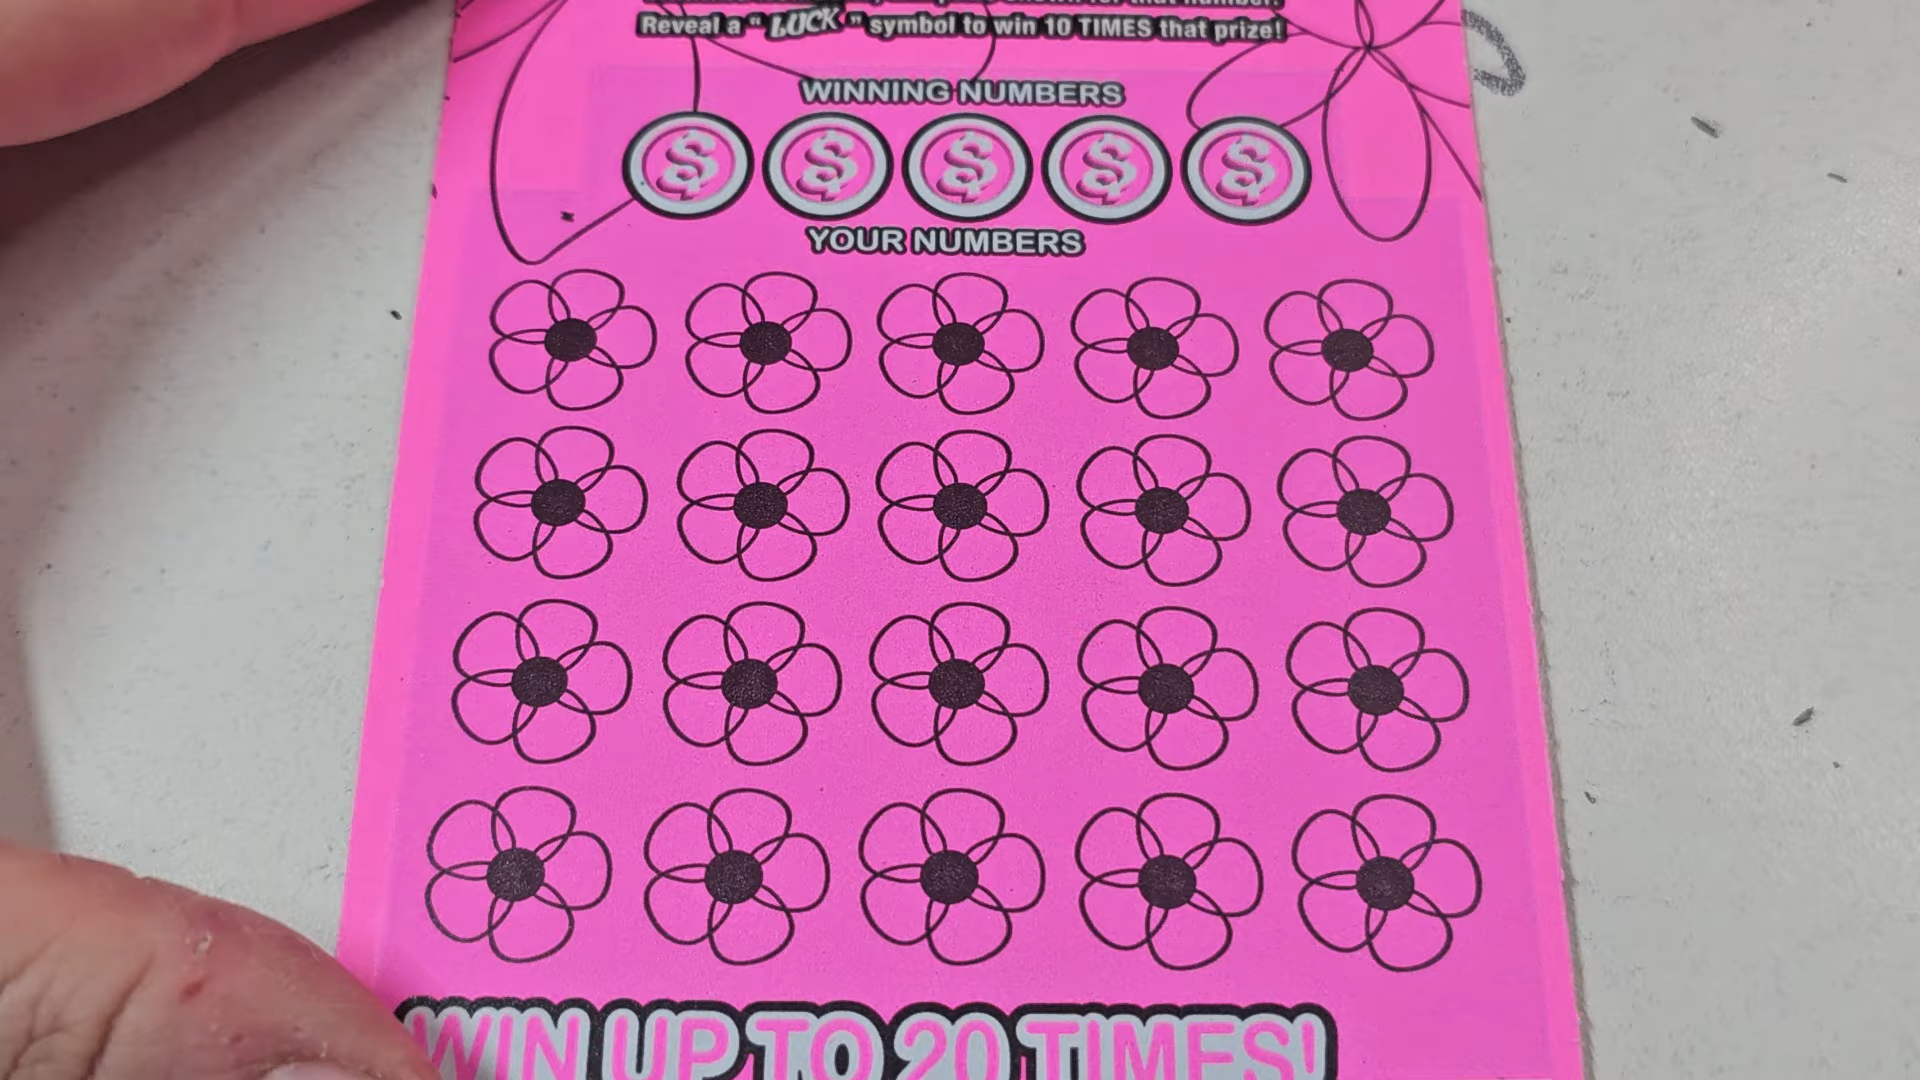 Reveal a "LUCK" symbol to win 10 TIMES that prize!
WINNING NUMBERS
$ $ $ $ $
YOUR NUMBERS
WIN UP TO 20 TIMES!